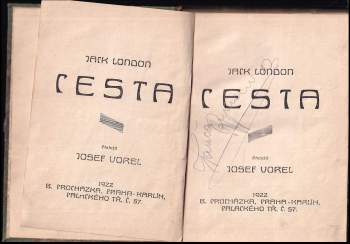 JACK LONDON
CESTA
PŘELOŽIL
JOSEF VOREL
1922
B. PROCHÁZKA, PRAHA-KARLÍN,
PALACKÉHO TŘ. Č. 57.
JACK LONDON
CESTA
JOSEF VOREL
1922
B. PROCHÁZKA, PRAHA-KARLÍN,
PALACKÉHO TŘ. Č. 57.